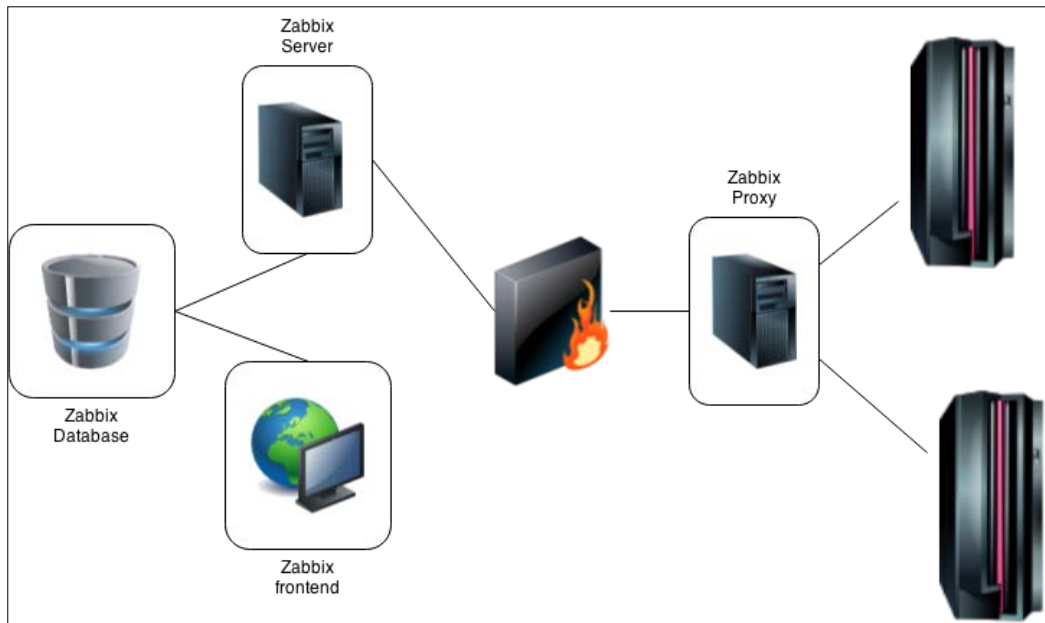 Zabbix
Server
Zabbix
Proxy
Zabbix
Database
Zabbix
frontend